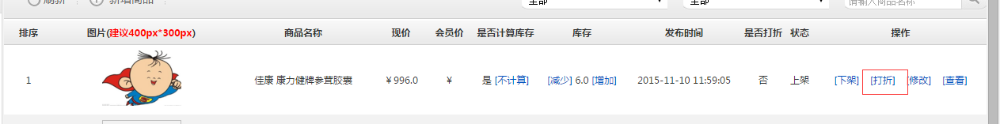 刷新 新增商品 全部 全部 请输入商品名称
排序 图片(建议400px*300px) 商品名称 现价 会员价 是否计算库存 库存 发布时间 是否打折 状态 操作
1 佳康 康力健牌参茸胶囊 ￥996.0 ￥ 是 [不计算] [减少] 6.0 [增加] 2015-11-10 11:59:05 否 上架 [下架] [打折] [修改] [查看]